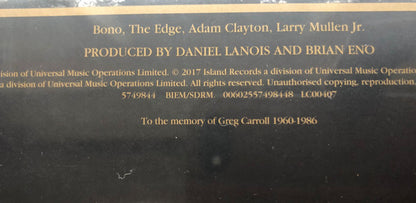 Bono, The Edge, Adam Clayton, Larry Mullen Jr.
PRODUCED BY DANIEL LANOIS AND BRIAN ENO
ision of Universal Music Operations Limited. © 2017 Island Records a division of Universal Music Operatio
a division of Universal Music Operations Limited. All rights reserved. Unauthorised copying, reproduction,
5749844 BIEM/SDRM. 00602557498448 LC00407
To the memory of Greg Carroll 1960-1986